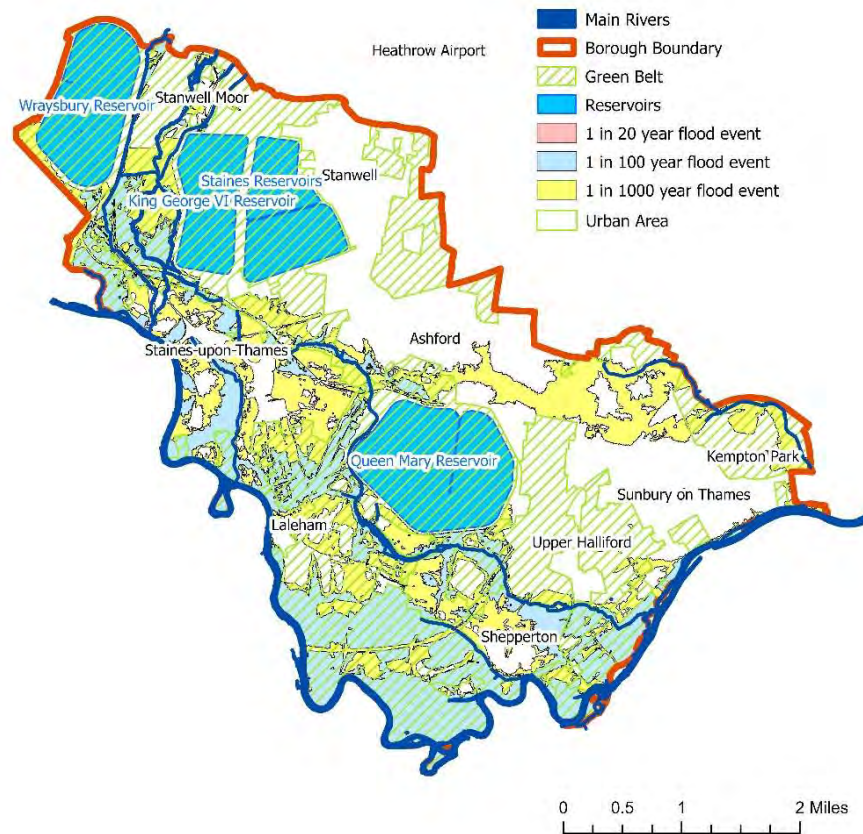 Main Rivers
Heathrow Airport
Borough Boundary
Green Belt
Reservoirs
1 in 20 year flood event
1 in 100 year flood event
1 in 1000 year flood event
Urban Area
Wraysbury Reservoir
Stanwell Moor
Staines Reservoirs
Stanwell
King George VI Reservoir
Ashford
Staines-upon-Thames
Queen Mary Reservoir
Kempton Park
Sunbury on Thames
Laleham
Upper Halliford
Shepperton
0 0.5 1 2 Miles